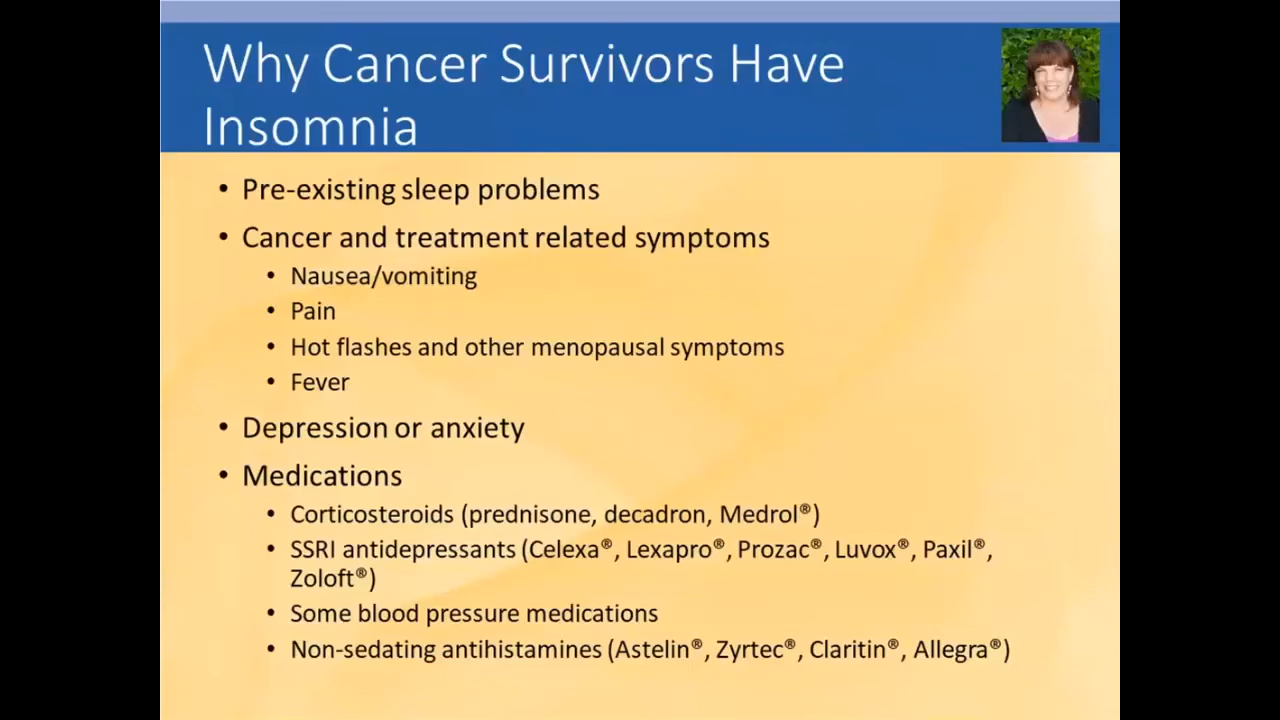 Why Cancer Survivors Have
Insomnia
• Pre-existing sleep problems
• Cancer and treatment related symptoms
• Nausea/vomiting
• Pain
• Hot flashes and other menopausal symptoms
• Fever
• Depression or anxiety
• Medications
• Corticosteroids (prednisone, decadron, Medrol®)
• SSRI antidepressants (Celexa®, Lexapro®, Prozac®, Luvox®, Paxil®,
Zoloft®)
• Some blood pressure medications
• Non-sedating antihistamines (Astelin®, Zyrtec®, Claritin®, Allegra®)